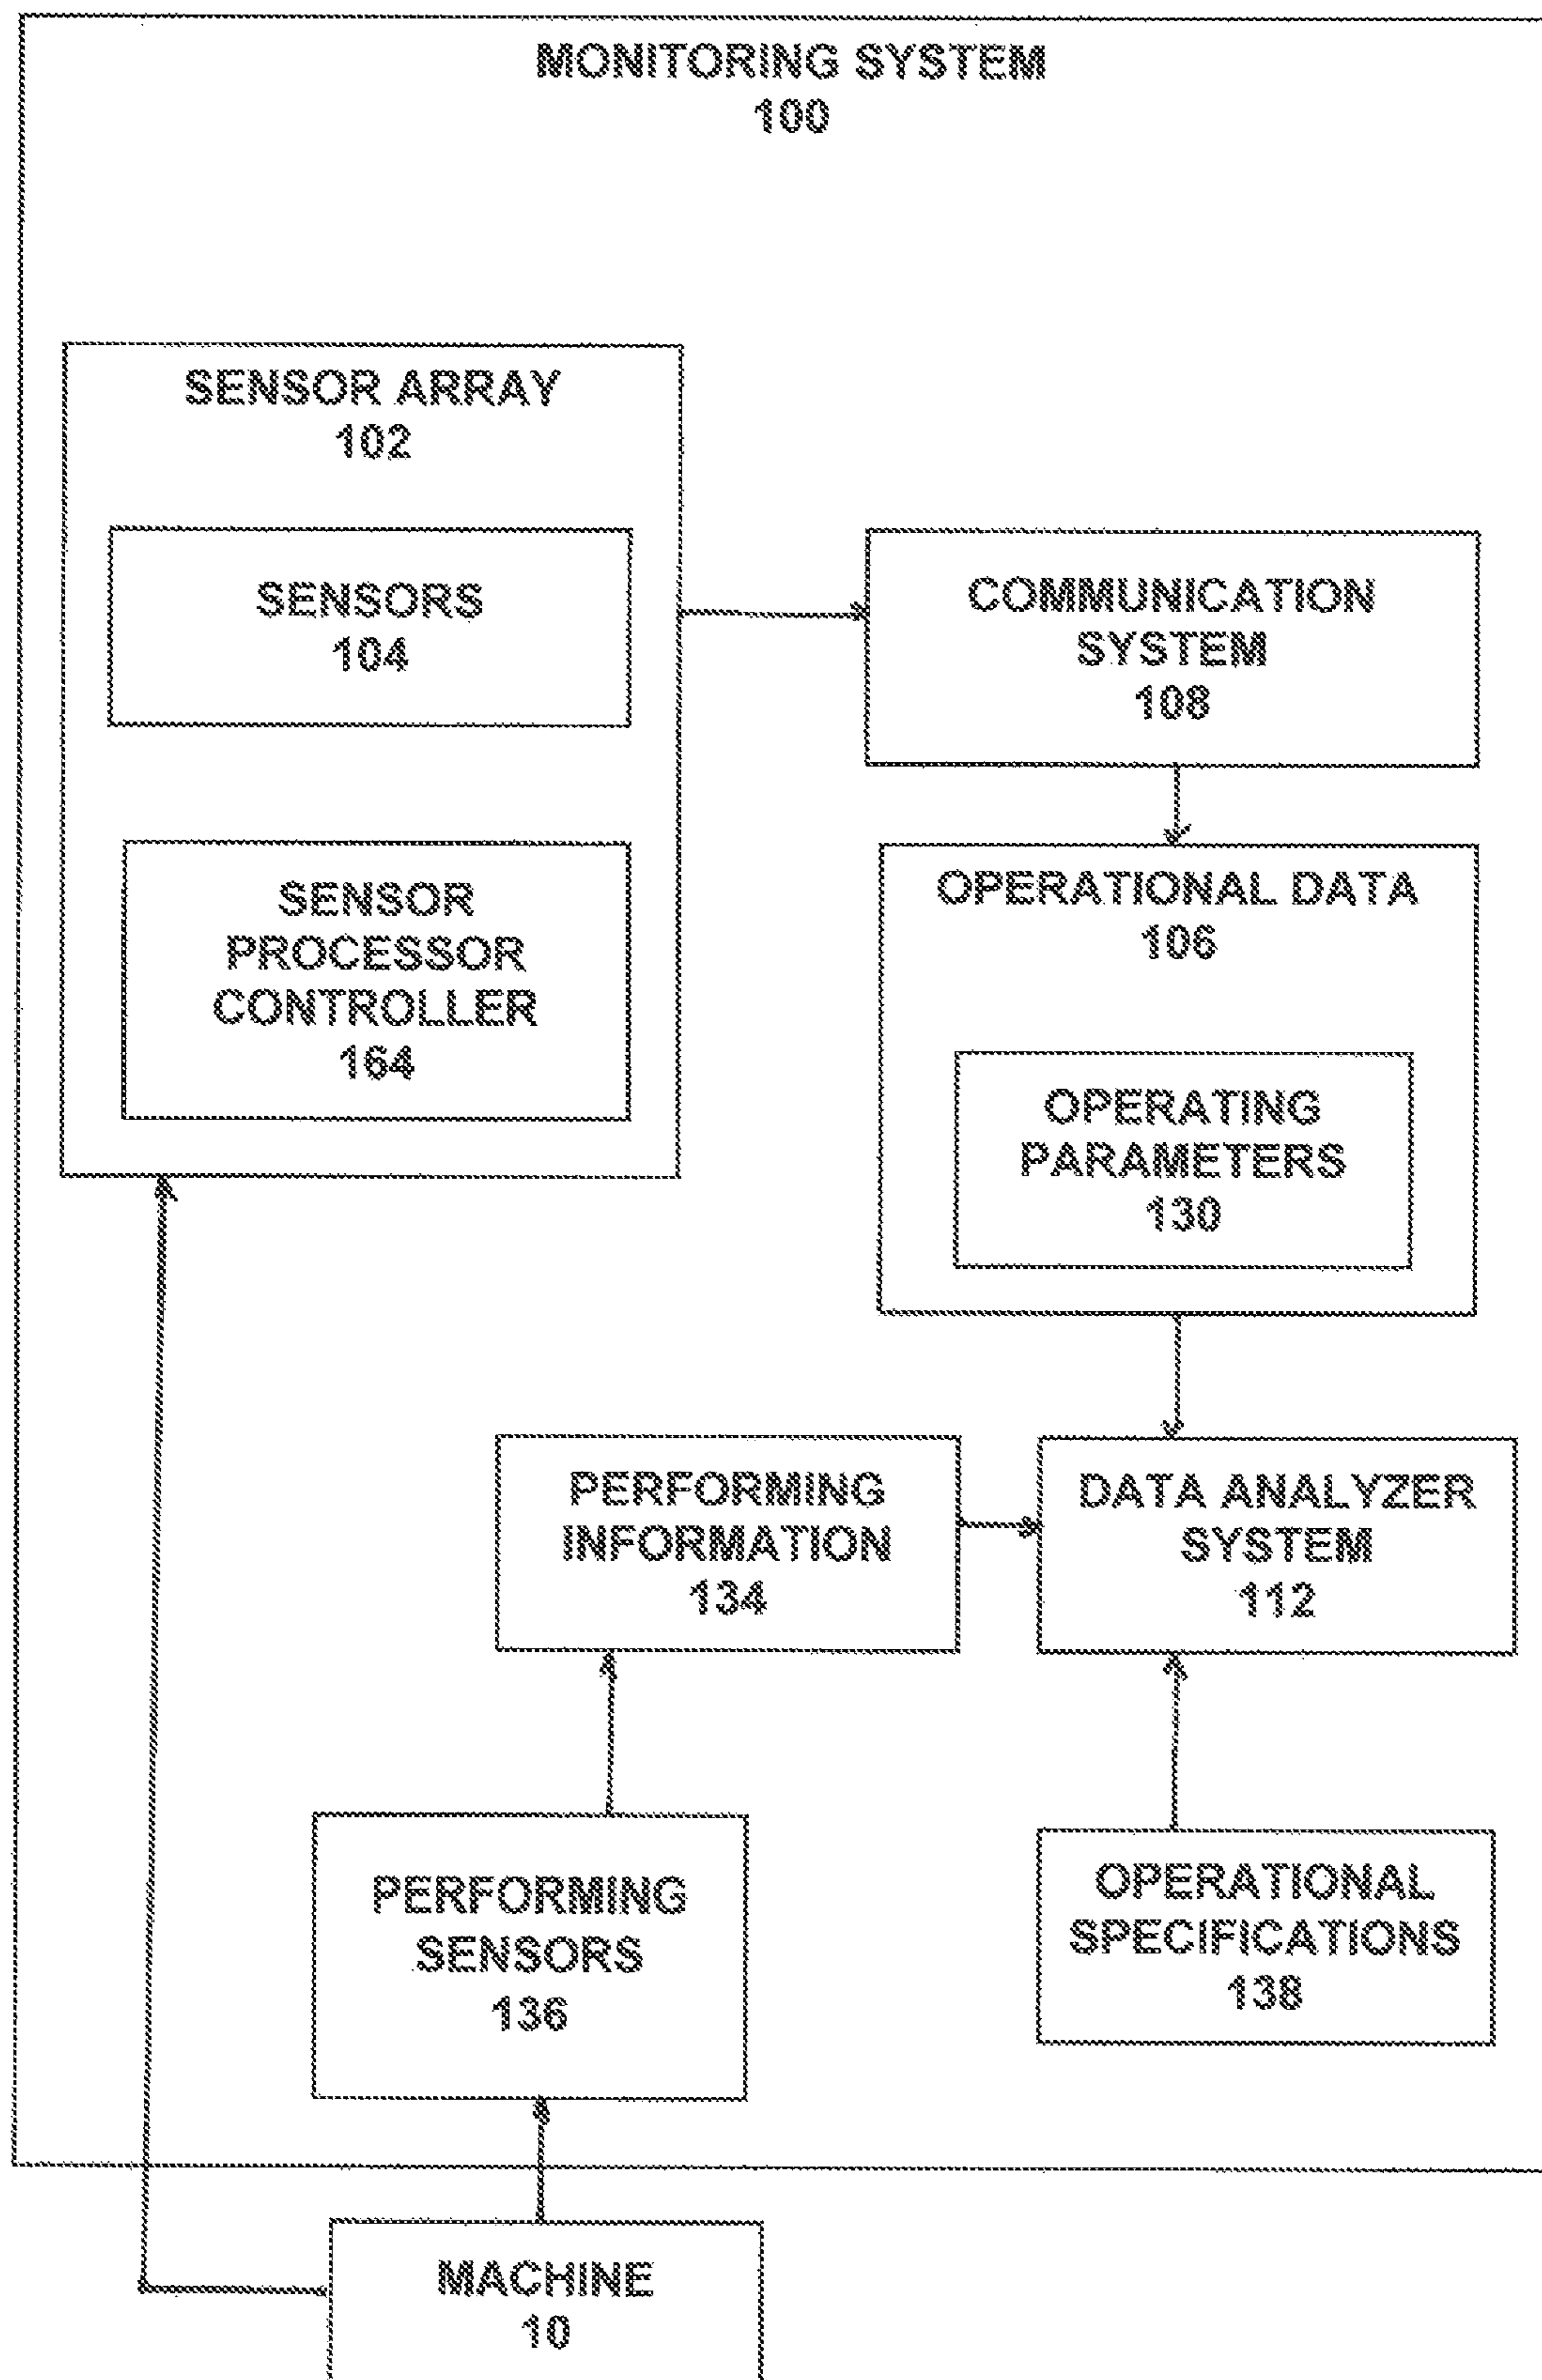 MONITORING SYSTEM
100
SENSOR ARRAY
102
SENSORS
104
SENSOR
PROCESSOR
CONTROLLER
164
COMMUNICATION
SYSTEM
108
OPERATIONAL DATA
106
OPERATING
PARAMETERS
130
PERFORMING
INFORMATION
134
DATA ANALYZER
SYSTEM
112
PERFORMING
SENSORS
136
OPERATIONAL
SPECIFICATIONS
138
MACHINE
10